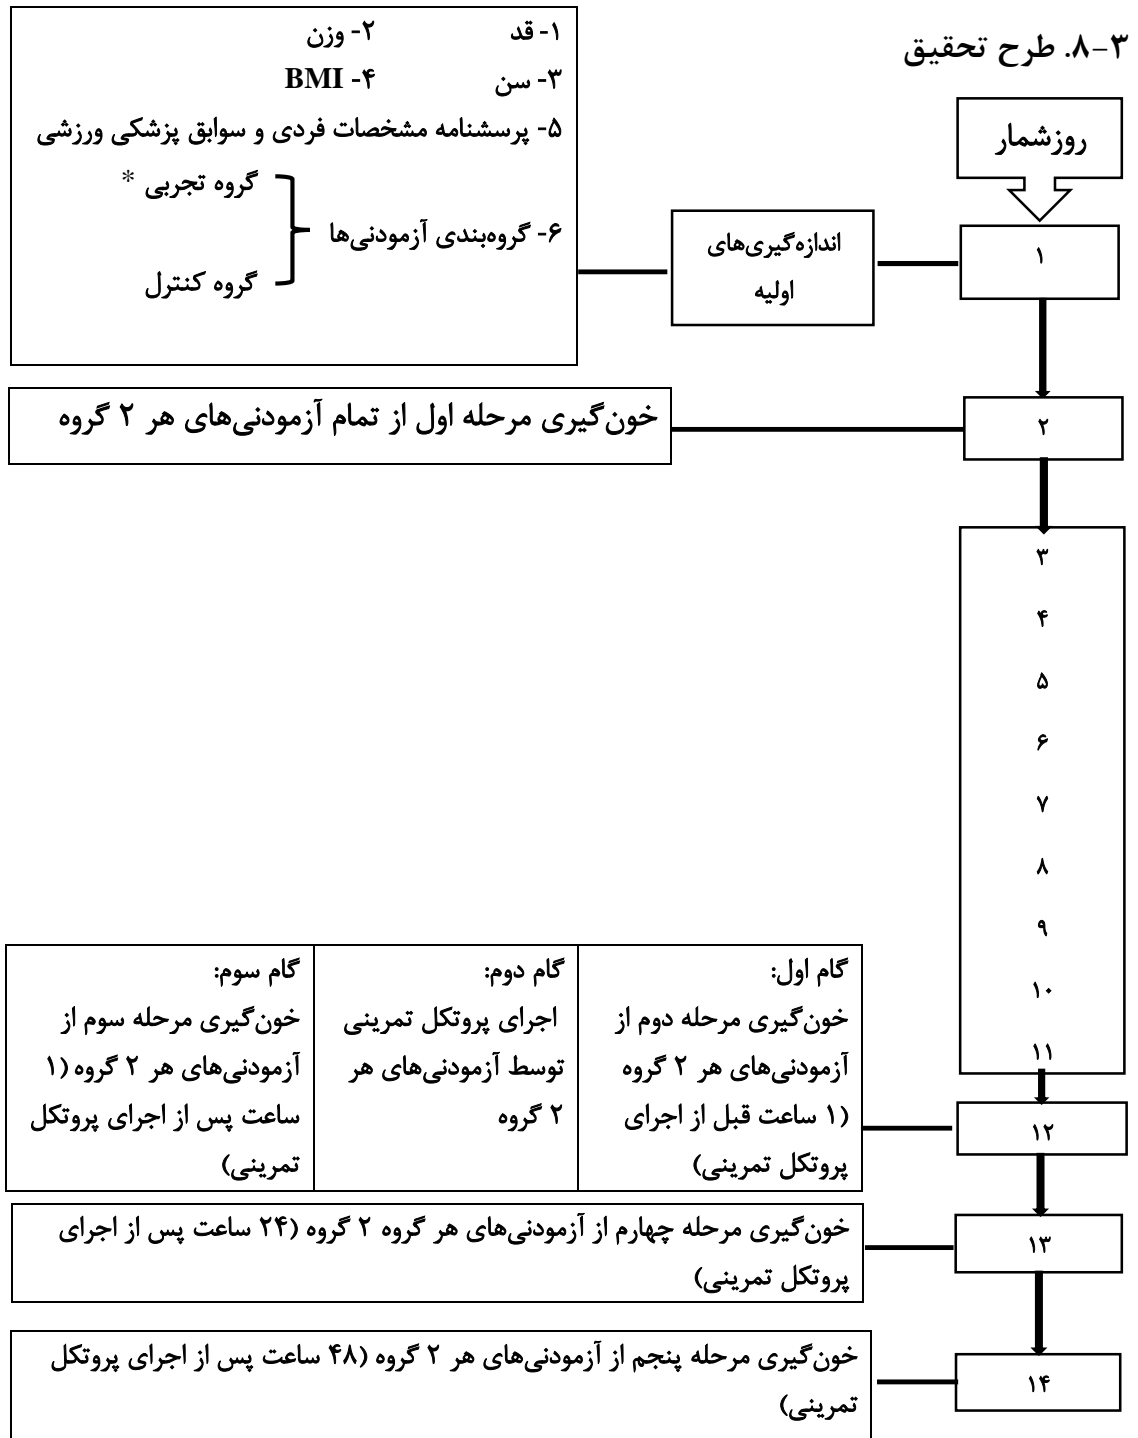 ۳-۸. طرح تحقیق
روزشمار
۱
اندازه‌گیری‌های
اولیه
۱- قد ۲- وزن
۳- سن ۴- BMI
۵- پرسشنامه مشخصات فردی و سوابق پزشکی ورزشی
گروه تجربی *
۶- گروه‌بندی آزمودنی‌ها
گروه کنترل
۲
خون‌گیری مرحله اول از تمام آزمودنی‌های هر ۲ گروه
۳
۴
۵
۶
۷
۸
۹
۱۰
۱۱
۱۲
گام اول:
خون‌گیری مرحله دوم از
آزمودنی‌های هر ۲ گروه
(۱ ساعت قبل از اجرای
پروتکل تمرینی)
گام دوم:
اجرای پروتکل تمرینی
توسط آزمودنی‌های هر
۲ گروه
گام سوم:
خون‌گیری مرحله سوم از
آزمودنی‌های هر ۲ گروه (۱
ساعت پس از اجرای پروتکل
تمرینی)
۱۳
خون‌گیری مرحله چهارم از آزمودنی‌های هر گروه ۲ گروه (۲۴ ساعت پس از اجرای
پروتکل تمرینی)
۱۴
خون‌گیری مرحله پنجم از آزمودنی‌های هر ۲ گروه (۴۸ ساعت پس از اجرای پروتکل
تمرینی)